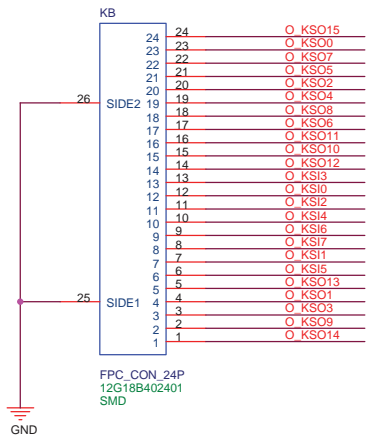 KB
24 24 O_KSO15
23 23 O_KSO0
22 22 O_KSO7
21 21 O_KSO5
20 20 O_KSO2
26 SIDE2 19 19 O_KSO4
18 18 O_KSO8
17 17 O_KSO6
16 16 O_KSO11
15 15 O_KSO10
14 14 O_KSO12
13 13 O_KSI3
12 12 O_KSI0
11 11 O_KSI2
10 10 O_KSI4
9 9 O_KSI6
8 8 O_KSI7
7 7 O_KSI1
6 6 O_KSI5
5 5 O_KSO13
25 SIDE1 4 4 O_KSO1
3 3 O_KSO3
2 2 O_KSO9
1 1 O_KSO14
FPC_CON_24P
12G18B402401
SMD
GND